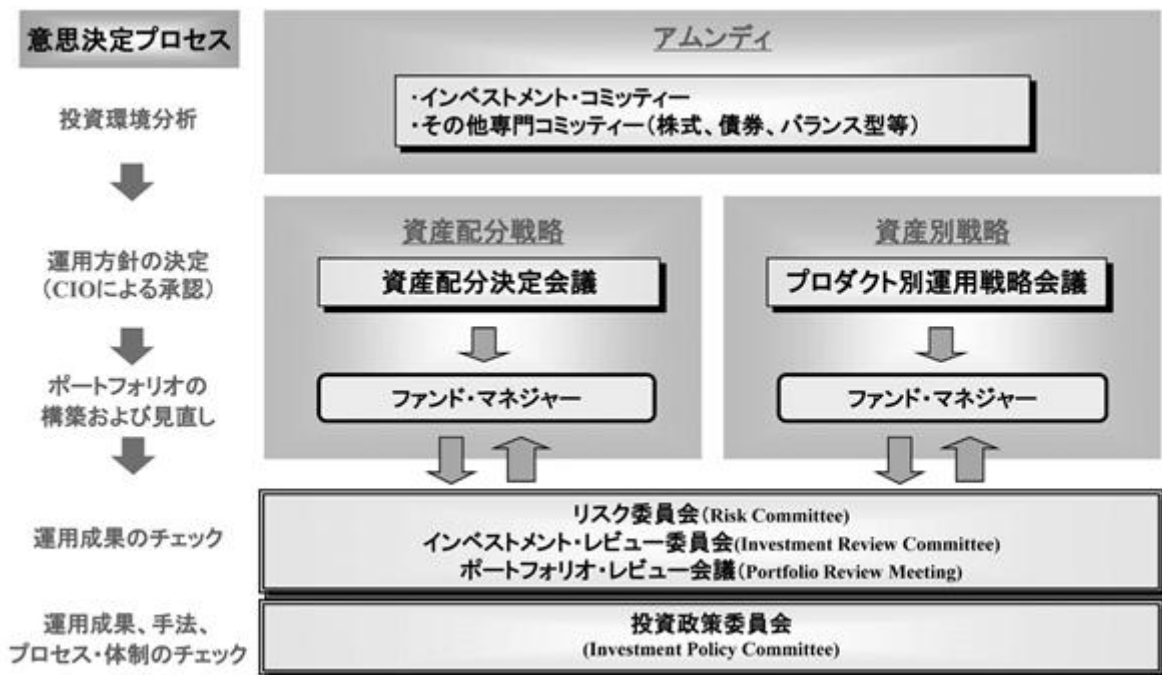 意思決定プロセス
アムンディ
投資環境分析
・インベストメント・コミッティー
・その他専門コミッティー（株式、債券、バランス型等）
資産配分戦略
資産別戦略
運用方針の決定
（CIOによる承認）
資産配分決定会議
プロダクト別運用戦略会議
ポートフォリオの
構築および見直し
ファンド・マネジャー
ファンド・マネジャー
運用成果のチェック
リスク委員会（Risk Committee）
インベストメント・レビュー委員会(Investment Review Committee)
ポートフォリオ・レビュー会議(Portfolio Review Meeting)
運用成果、手法、
プロセス・体制のチェック
投資政策委員会
(Investment Policy Committee)